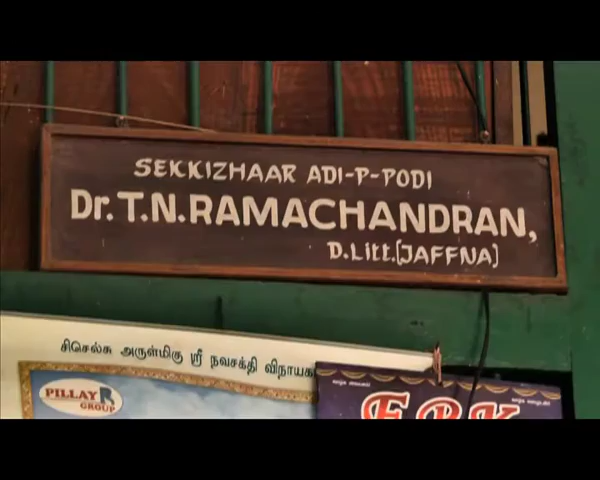 SEKKIZHAAR ADI-P-PODI
Dr.T.N.RAMACHANDRAN,
D.Litt.(JAFFNA)
சிசெல்சு அருள்மிகு ஸ்ரீ நவசக்தி விநாயக
PILLAY R
GROUP